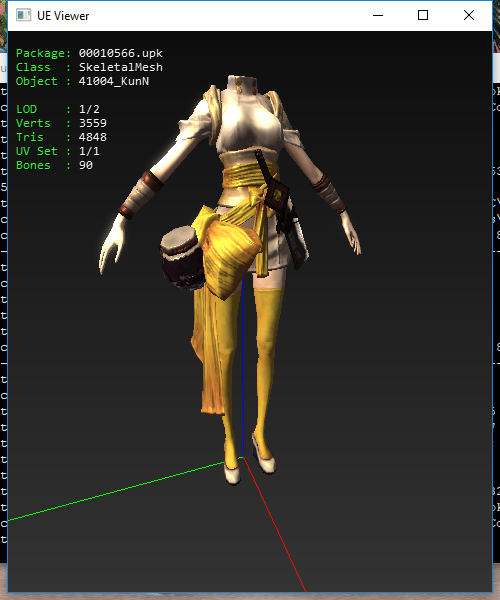 UE Viewer
Package: 00010566.upk
Class : SkeletalMesh
Object : 41004_KunN
LOD : 1/2
Verts : 3559
Tris : 4848
UV Set : 1/1
Bones : 90